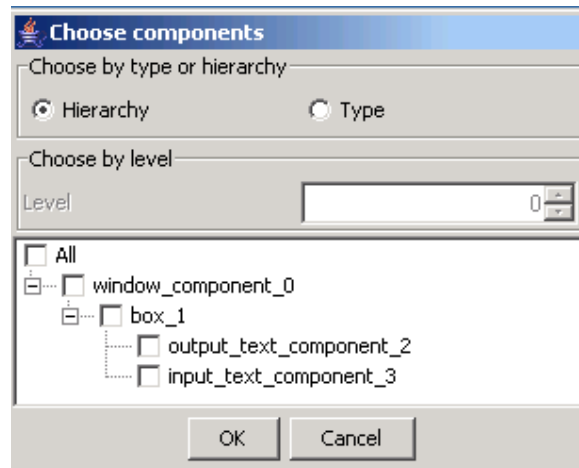 Choose components
Choose by type or hierarchy
Hierarchy Type
Choose by level
Level 0
All
window_component_0
box_1
output_text_component_2
input_text_component_3
OK Cancel